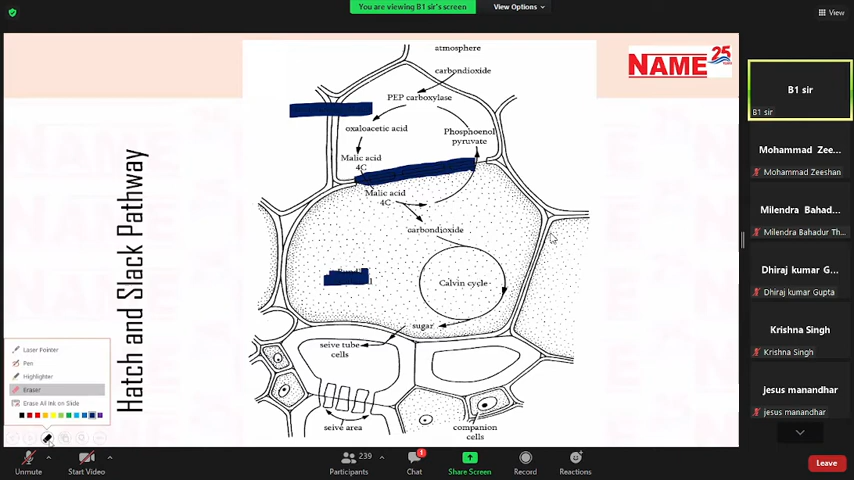 You are viewing B1 sir's screen
View Options
View
atmosphere
carbondioxide
PEP carboxylase
oxaloacetic acid
Phosphoenol
pyruvate
Malic acid
4C
Malic acid
4C
carbondioxide
Calvin cycle
sugar
seive tube
cells
seive area
companion
cells
Hatch and Slack Pathway
NAME 25
B1 sir
B1 sir
Mohammad Zee...
Mohammad Zeeshan
Milendra Bahad...
Milendra Bahadur Th...
Dhiraj kumar G...
Dhiraj kumar Gupta
Krishna Singh
Krishna Singh
jesus manandhar
jesus manandhar
Laser Pointer
Pen
Highlighter
Eraser
Erase All Ink on Slide
Unmute
Start Video
239
Participants
1
Chat
Share Screen
Record
Reactions
Leave